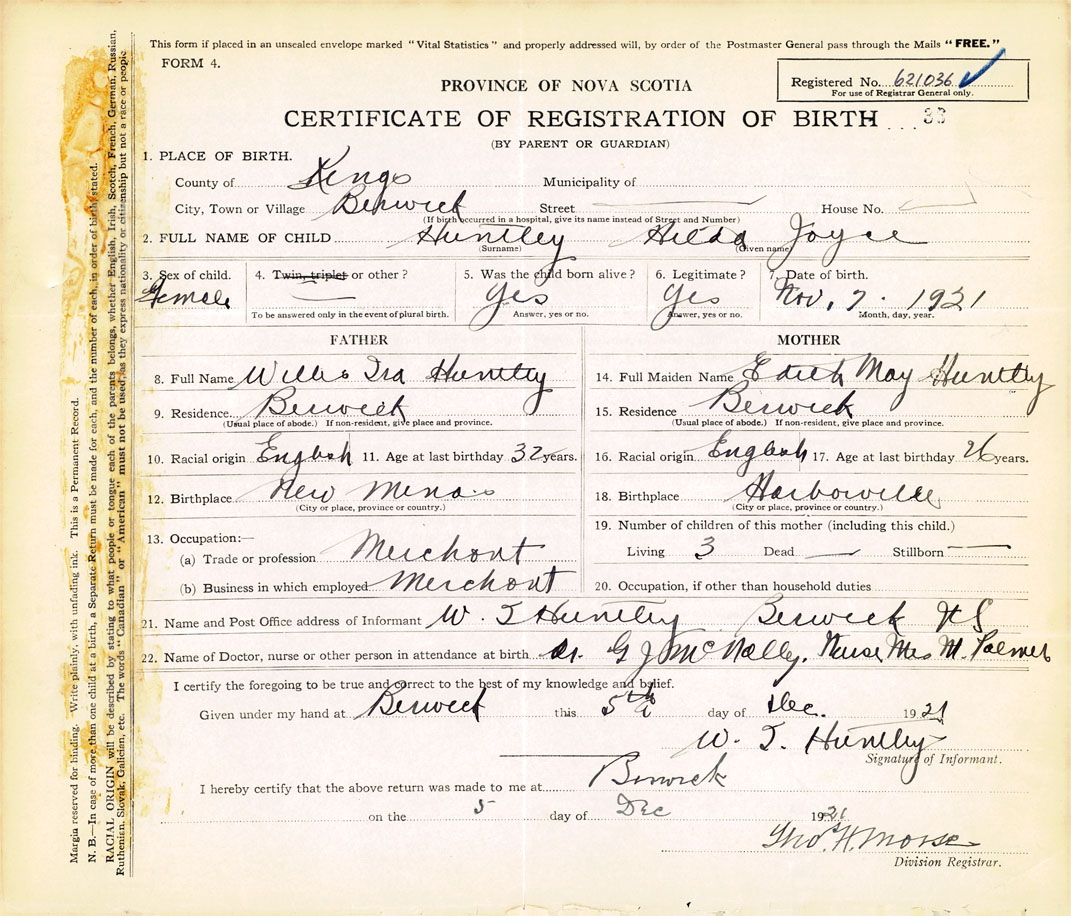 This form if placed in an unsealed envelope marked "Vital Statistics" and properly addressed will, by order of the Postmaster General pass through the Mails "FREE."
FORM 4.
Registered No. 621036
For use of Registrar General only.
PROVINCE OF NOVA SCOTIA
CERTIFICATE OF REGISTRATION OF BIRTH 33
(BY PARENT OR GUARDIAN)
1. PLACE OF BIRTH.
County of Kings Municipality of
City, Town or Village Berwick Street House No.
(If birth occurred in a hospital, give its name instead of Street and Number)
2. FULL NAME OF CHILD Huntley Hilda Joyce
(Surname) (Given name)
3. Sex of child. 4. Twin, triplet or other? 5. Was the child born alive? 6. Legitimate? 7. Date of birth.
Female Yes Yes Nov. 7. 1921
To be answered only in the event of plural birth. Answer, yes or no. Answer, yes or no. Month, day, year.
FATHER MOTHER
8. Full Name Willis Ira Huntley 14. Full Maiden Name Edith May Huntley
9. Residence Berwick 15. Residence Berwick
(Usual place of abode.) If non-resident, give place and province. (Usual place of abode.) If non-resident, give place and province.
10. Racial origin English 11. Age at last birthday 32 years. 16. Racial origin English 17. Age at last birthday 26 years.
12. Birthplace New Minas 18. Birthplace Harborville
(City or place, province or country.) (City or place, province or country.)
13. Occupation:— 19. Number of children of this mother (including this child.)
(a) Trade or profession Merchant Living 3 Dead — Stillborn —
(b) Business in which employed Merchant 20. Occupation, if other than household duties
21. Name and Post Office address of Informant W. I Huntley Berwick NS
22. Name of Doctor, nurse or other person in attendance at birth Dr. G J McNally. Nurse Mrs M. Palmer
I certify the foregoing to be true and correct to the best of my knowledge and belief.
Given under my hand at Berwick this 5th day of Dec. 1921
W. I. Huntley
Signature of Informant.
I hereby certify that the above return was made to me at Berwick
on the 5 day of Dec 1921
Thos. H. Morse
Division Registrar.
Margin reserved for binding. Write plainly, with unfading ink. This is a Permanent Record.
N. B.—In case of more than one child at a birth, a Separate Return must be made for each, and the number of each, in order of birth, stated.
RACIAL ORIGIN will be described by stating to what people or tongue each of the parents belongs, whether English, Irish, Scotch, French, German, Russian,
Ruthenian, Slovak, Galician, etc. The words "Canadian" or "American" must not be used, as they express nationality or citizenship but not a race or people.